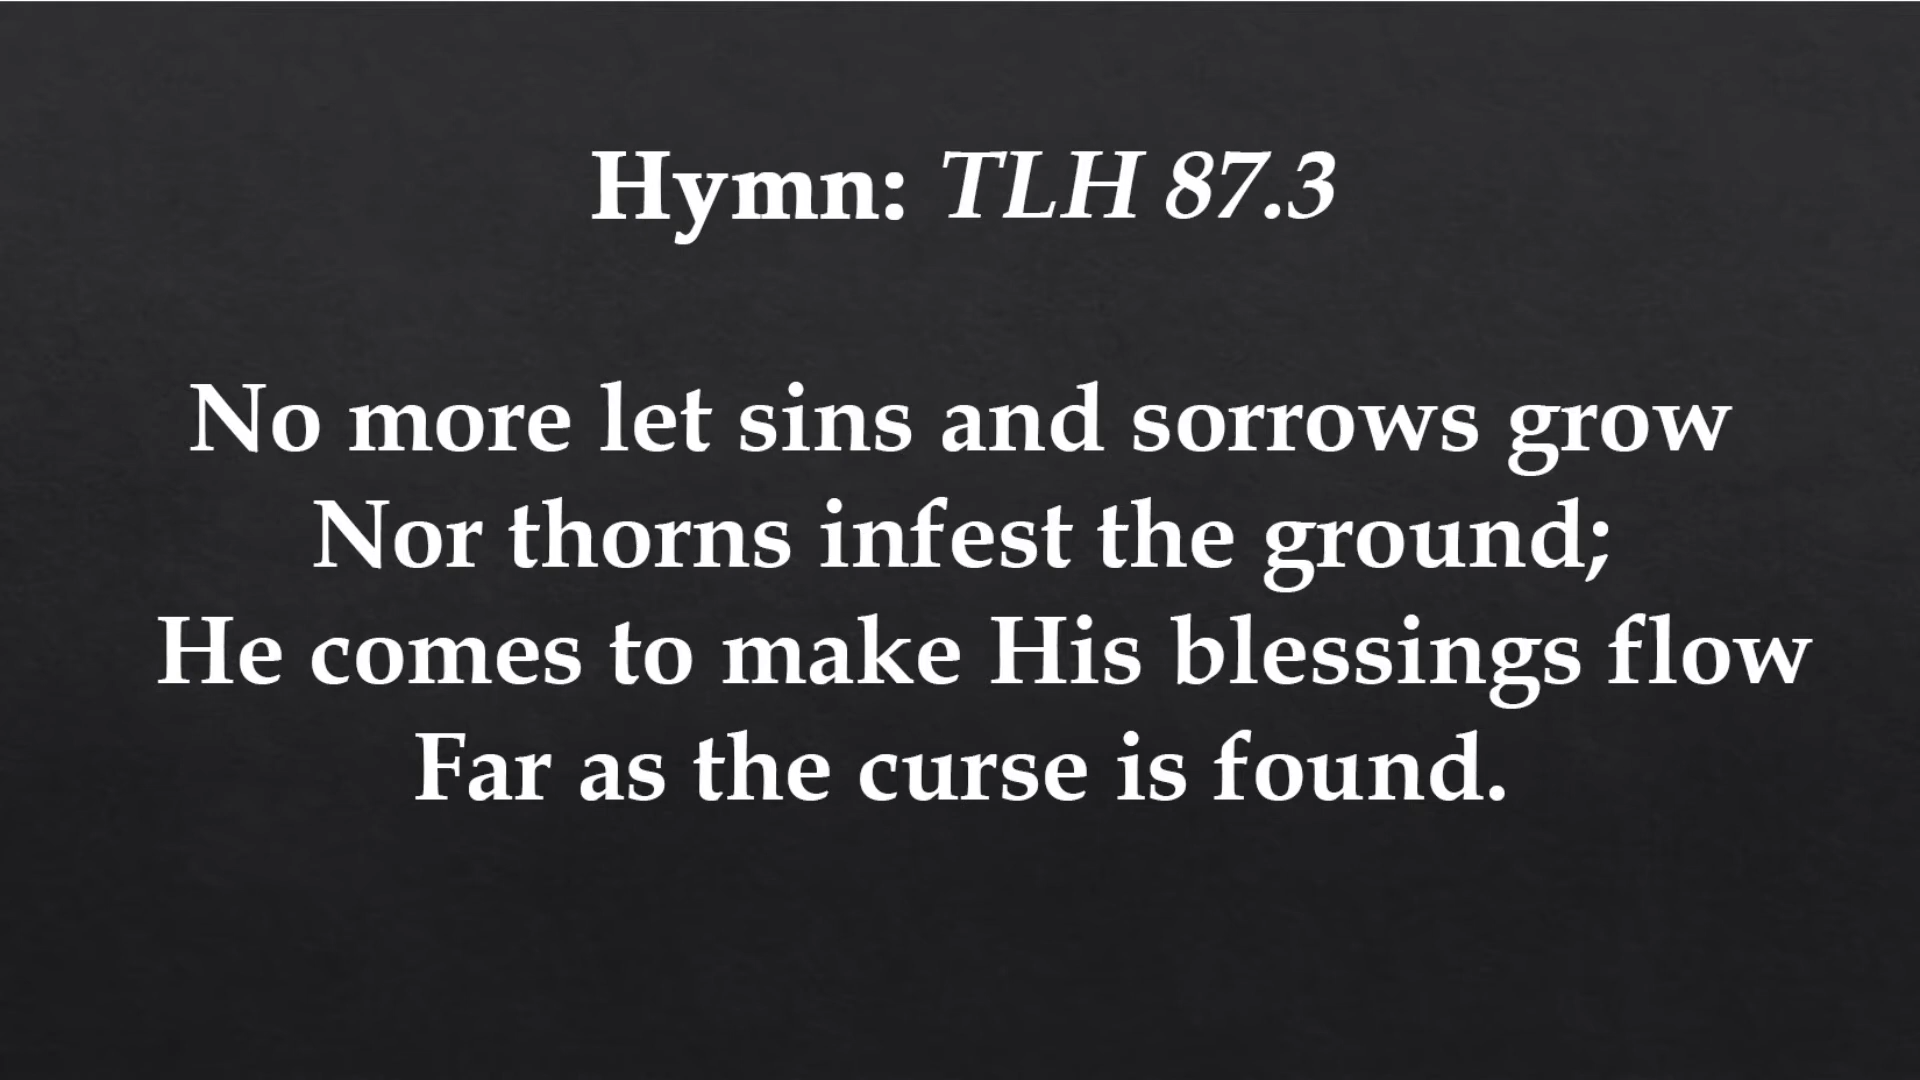 Hymn: TLH 87.3
No more let sins and sorrows grow
Nor thorns infest the ground;
He comes to make His blessings flow
Far as the curse is found.